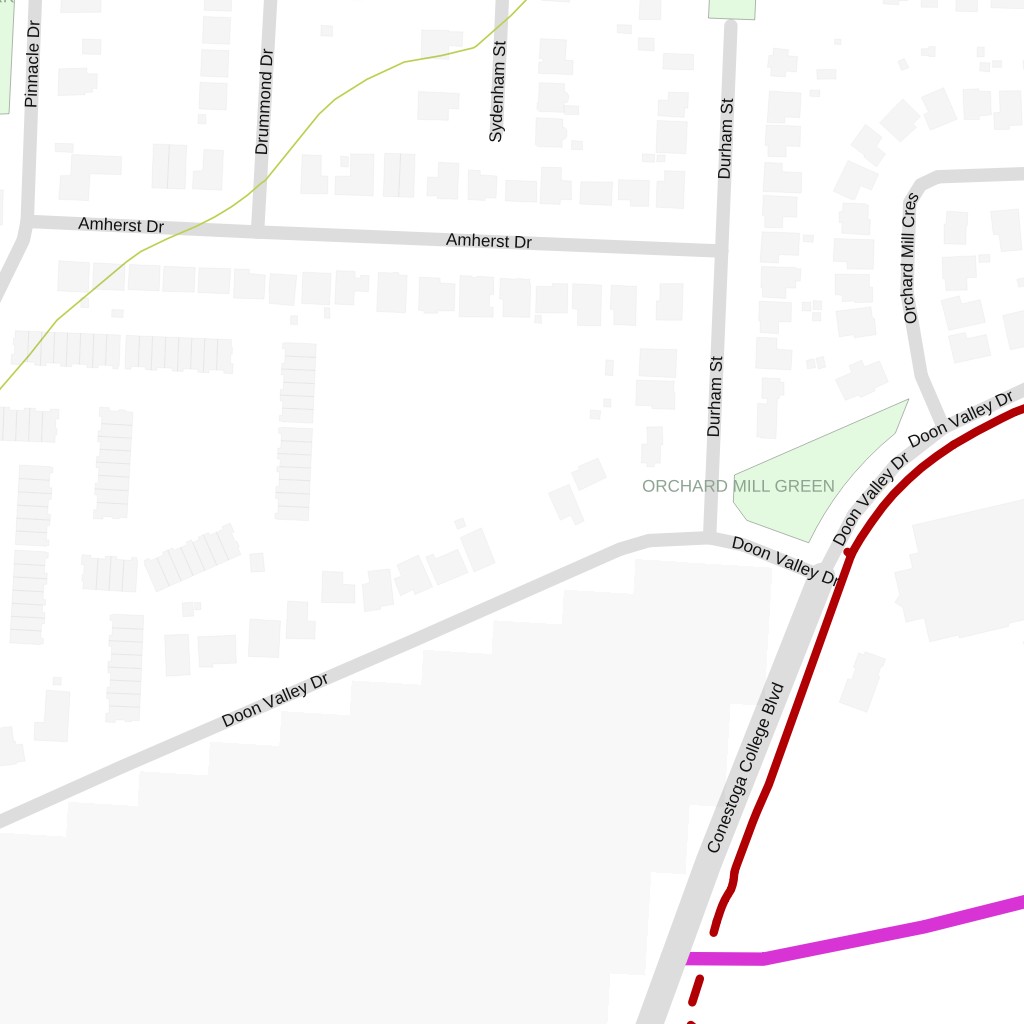 Pinnacle Dr
Drummond Dr
Sydenham St
Durham St
Amherst Dr
Amherst Dr
Orchard Mill Cres
Durham St
Doon Valley Dr
Doon Valley Dr
ORCHARD MILL GREEN
Doon Valley Dr
Doon Valley Dr
Conestoga College Blvd